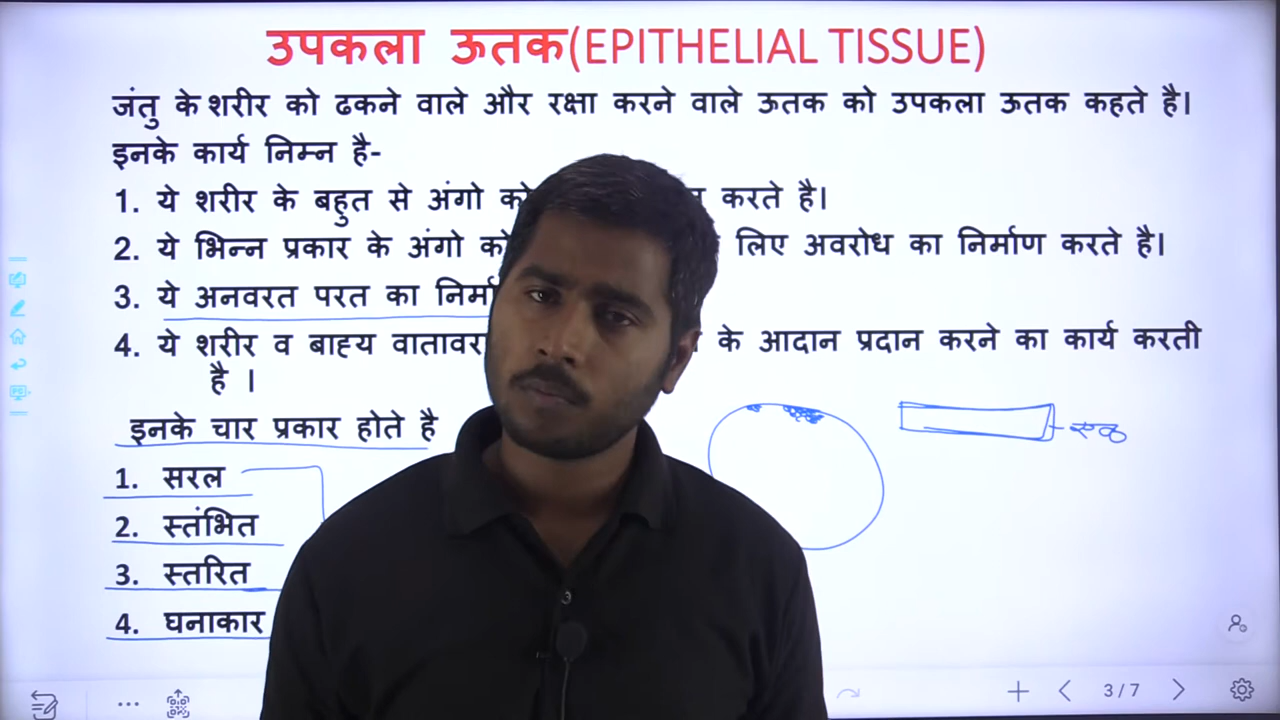 उपकला ऊतक(EPITHELIAL TISSUE)
जंतु के शरीर को ढकने वाले और रक्षा करने वाले ऊतक को उपकला ऊतक कहते है।
इनके कार्य निम्न है-
1. ये शरीर के बहुत से अंगो को करते है।
2. ये भिन्न प्रकार के अंगो को लिए अवरोध का निर्माण करते है।
3. ये अनवरत परत का
4. ये शरीर व बाह्य के आदान प्रदान करने का कार्य करती
है ।
इनके चार प्रकार होते है
1. सरल
2. स्तंभित
3. स्तरित
4. घनाकार
3/7